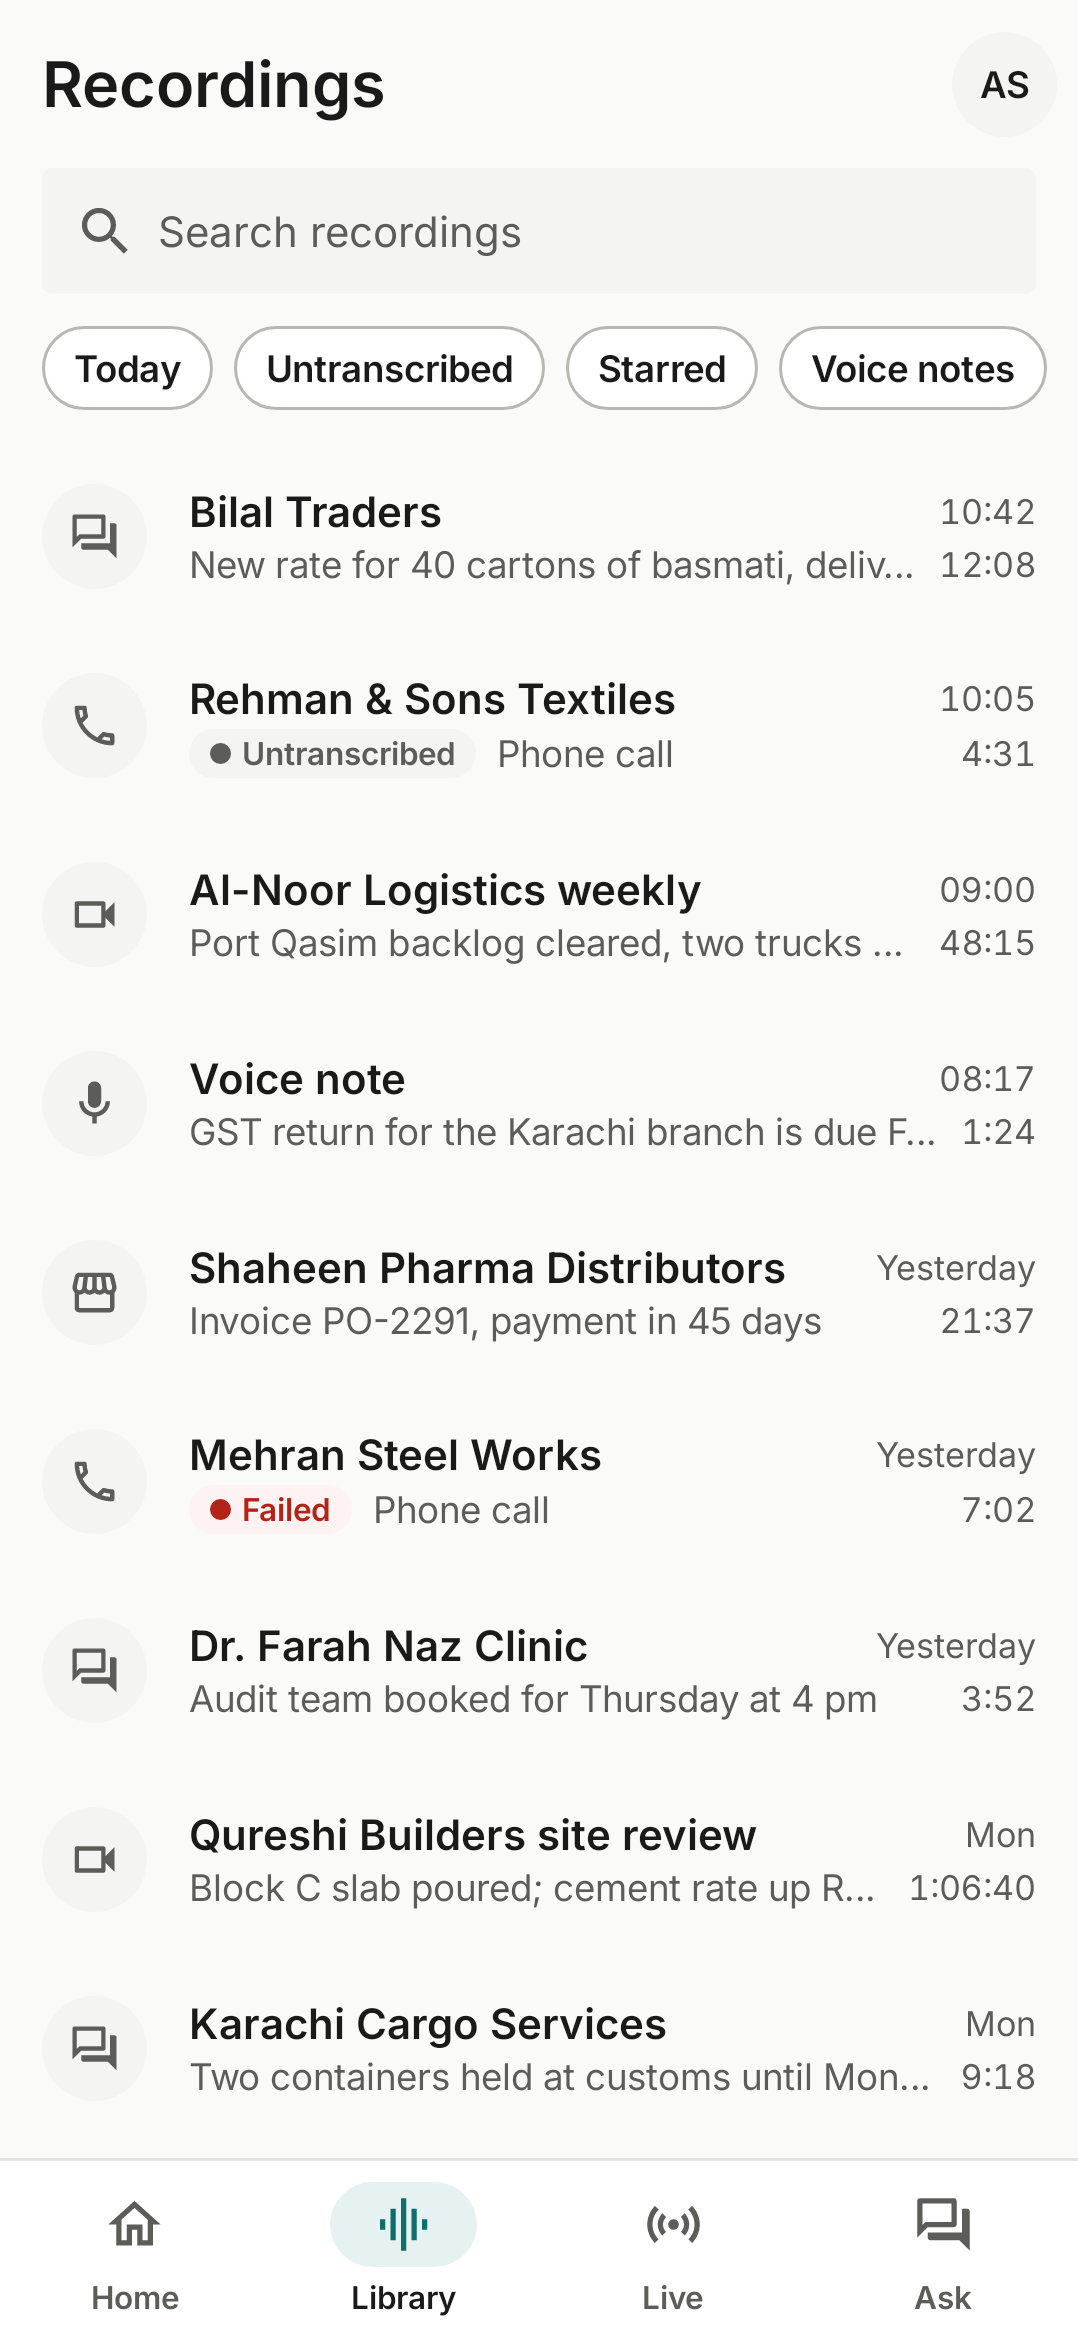 Recordings
AS
Search recordings
Today Untranscribed Starred Voice notes
Bilal Traders 10:42
New rate for 40 cartons of basmati, deliv... 12:08
Rehman & Sons Textiles 10:05
Untranscribed Phone call 4:31
Al-Noor Logistics weekly 09:00
Port Qasim backlog cleared, two trucks ... 48:15
Voice note 08:17
GST return for the Karachi branch is due F... 1:24
Shaheen Pharma Distributors Yesterday
Invoice PO-2291, payment in 45 days 21:37
Mehran Steel Works Yesterday
Failed Phone call 7:02
Dr. Farah Naz Clinic Yesterday
Audit team booked for Thursday at 4 pm 3:52
Qureshi Builders site review Mon
Block C slab poured; cement rate up R... 1:06:40
Karachi Cargo Services Mon
Two containers held at customs until Mon... 9:18
Home Library Live Ask